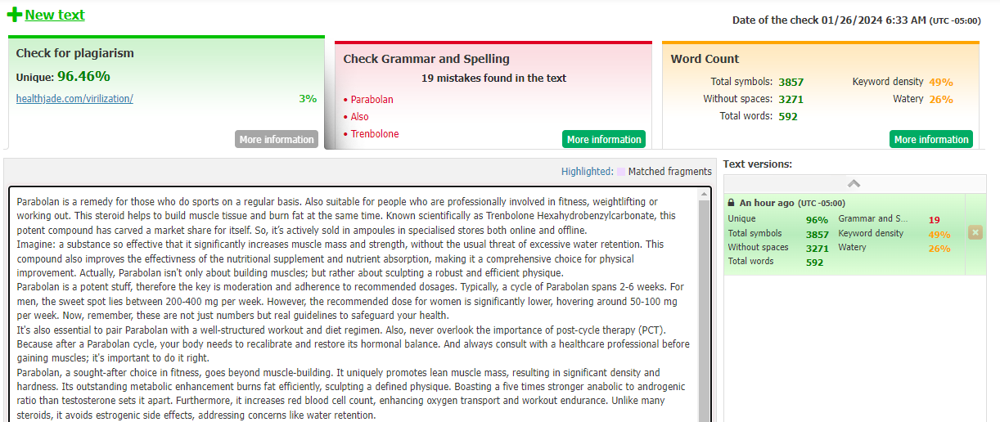 New text
Date of the check 01/26/2024 6:33 AM (UTC -05:00)
Check for plagiarism
Unique: 96.46%
healthjade.com/virilization/ 3%
More information
Check Grammar and Spelling
19 mistakes found in the text
• Parabolan
• Also
• Trenbolone
More information
Word Count
Total symbols: 3857 Keyword density 49%
Without spaces: 3271 Watery 26%
Total words: 592
More information
Highlighted: Matched fragments
Parabolan is a remedy for those who do sports on a regular basis. Also suitable for people who are professionally involved in fitness, weightlifting or
working out. This steroid helps to build muscle tissue and burn fat at the same time. Known scientifically as Trenbolone Hexahydrobenzylcarbonate, this
potent compound has carved a market share for itself. So, it's actively sold in ampoules in specialised stores both online and offline.
Imagine: a substance so effective that it significantly increases muscle mass and strength, without the usual threat of excessive water retention. This
compound also improves the effectivness of the nutritional supplement and nutrient absorption, making it a comprehensive choice for physical
improvement. Actually, Parabolan isn't only about building muscles; but rather about sculpting a robust and efficient physique.
Parabolan is a potent stuff, therefore the key is moderation and adherence to recommended dosages. Typically, a cycle of Parabolan spans 2-6 weeks. For
men, the sweet spot lies between 200-400 mg per week. However, the recommended dose for women is significantly lower, hovering around 50-100 mg
per week. Now, remember, these are not just numbers but real guidelines to safeguard your health.
It's also essential to pair Parabolan with a well-structured workout and diet regimen. Also, never overlook the importance of post-cycle therapy (PCT).
Because after a Parabolan cycle, your body needs to recalibrate and restore its hormonal balance. And always consult with a healthcare professional before
gaining muscles; it's important to do it right.
Parabolan, a sought-after choice in fitness, goes beyond muscle-building. It uniquely promotes lean muscle mass, resulting in significant density and
hardness. Its outstanding metabolic enhancement burns fat efficiently, sculpting a defined physique. Boasting a five times stronger anabolic to androgenic
ratio than testosterone sets it apart. Furthermore, it increases red blood cell count, enhancing oxygen transport and workout endurance. Unlike many
steroids, it avoids estrogenic side effects, addressing concerns like water retention.
Text versions:
An hour ago (UTC -05:00)
Unique 96% Grammar and S... 19
Total symbols 3857 Keyword density 49%
Without spaces 3271 Watery 26%
Total words 592